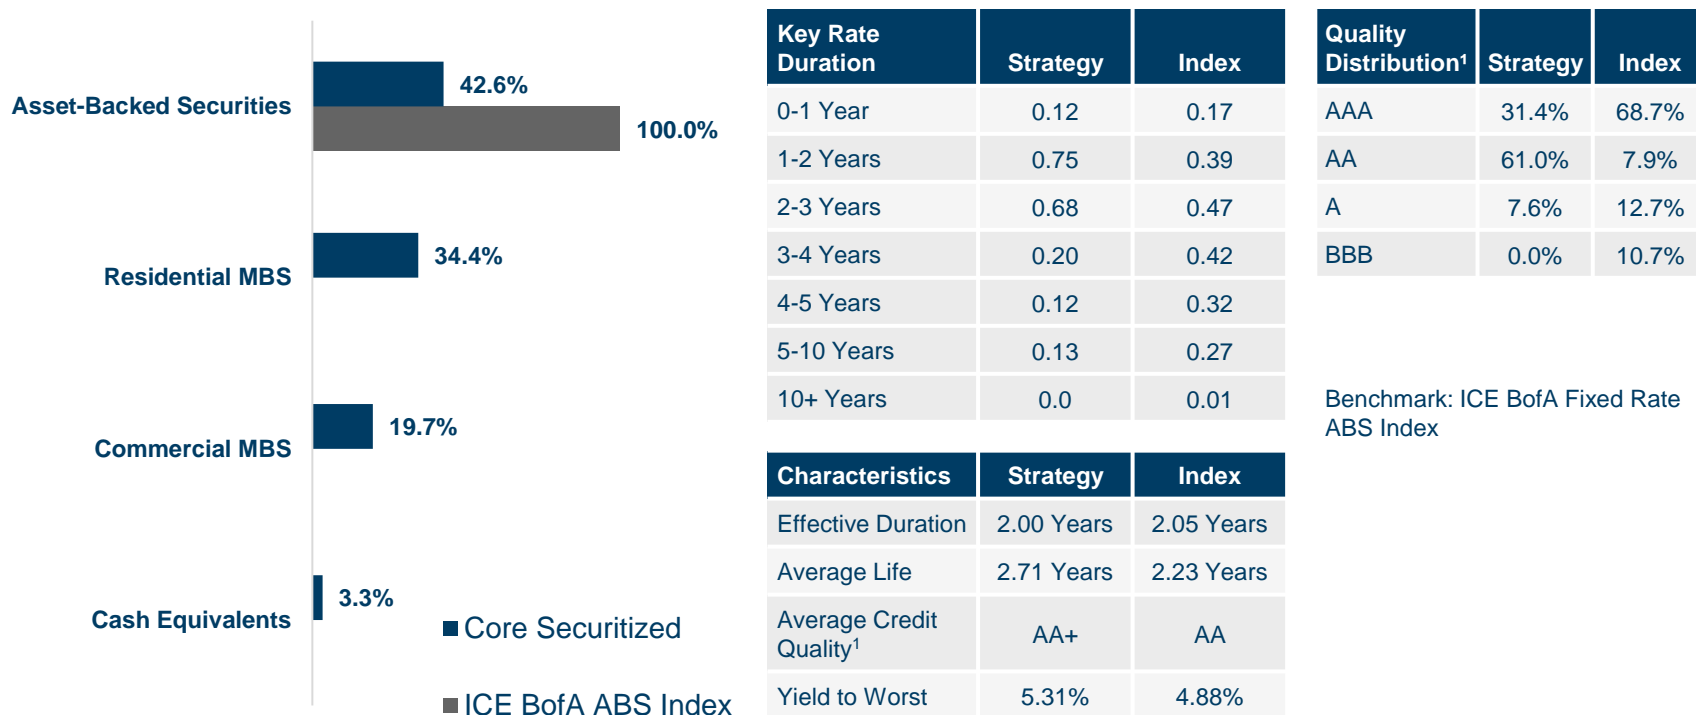 Asset-Backed Securities
42.6%
100.0%
Residential MBS
34.4%
Commercial MBS
19.7%
Cash Equivalents
3.3%
Core Securitized
ICE BofA ABS Index
Key Rate
Duration Strategy Index
0-1 Year 0.12 0.17
1-2 Years 0.75 0.39
2-3 Years 0.68 0.47
3-4 Years 0.20 0.42
4-5 Years 0.12 0.32
5-10 Years 0.13 0.27
10+ Years 0.0 0.01
Characteristics Strategy Index
Effective Duration 2.00 Years 2.05 Years
Average Life 2.71 Years 2.23 Years
Average Credit
Quality¹ AA+ AA
Yield to Worst 5.31% 4.88%
Quality
Distribution¹ Strategy Index
AAA 31.4% 68.7%
AA 61.0% 7.9%
A 7.6% 12.7%
BBB 0.0% 10.7%
Benchmark: ICE BofA Fixed Rate
ABS Index